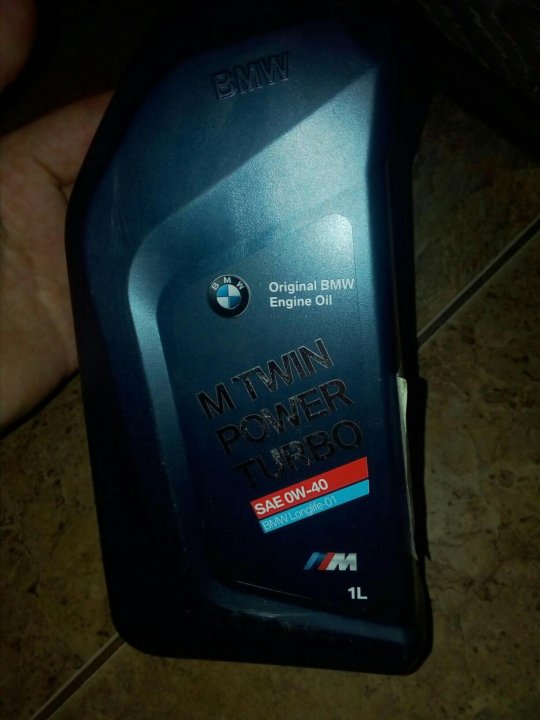 BMW
BMW
Original BMW
Engine Oil
M TWIN
POWER
TURBO
SAE 0W-40
BMW Longlife-01
M
1L